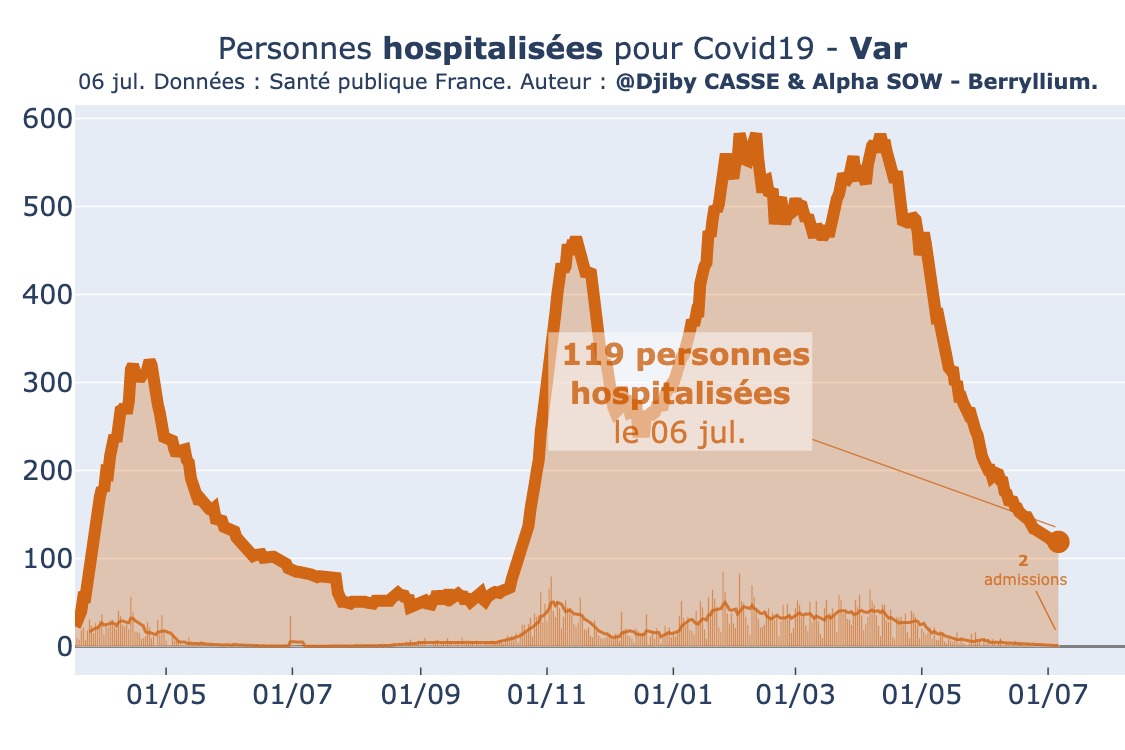 Personnes hospitalisées pour Covid19 - Var
06 jul. Données : Santé publique France. Auteur : @Djiby CASSE & Alpha SOW - Berryllium.
600
500
400
300
200
100
0
119 personnes
hospitalisées
le 06 jul.
2
admissions
01/05
01/07
01/09
01/11
01/01
01/03
01/05
01/07